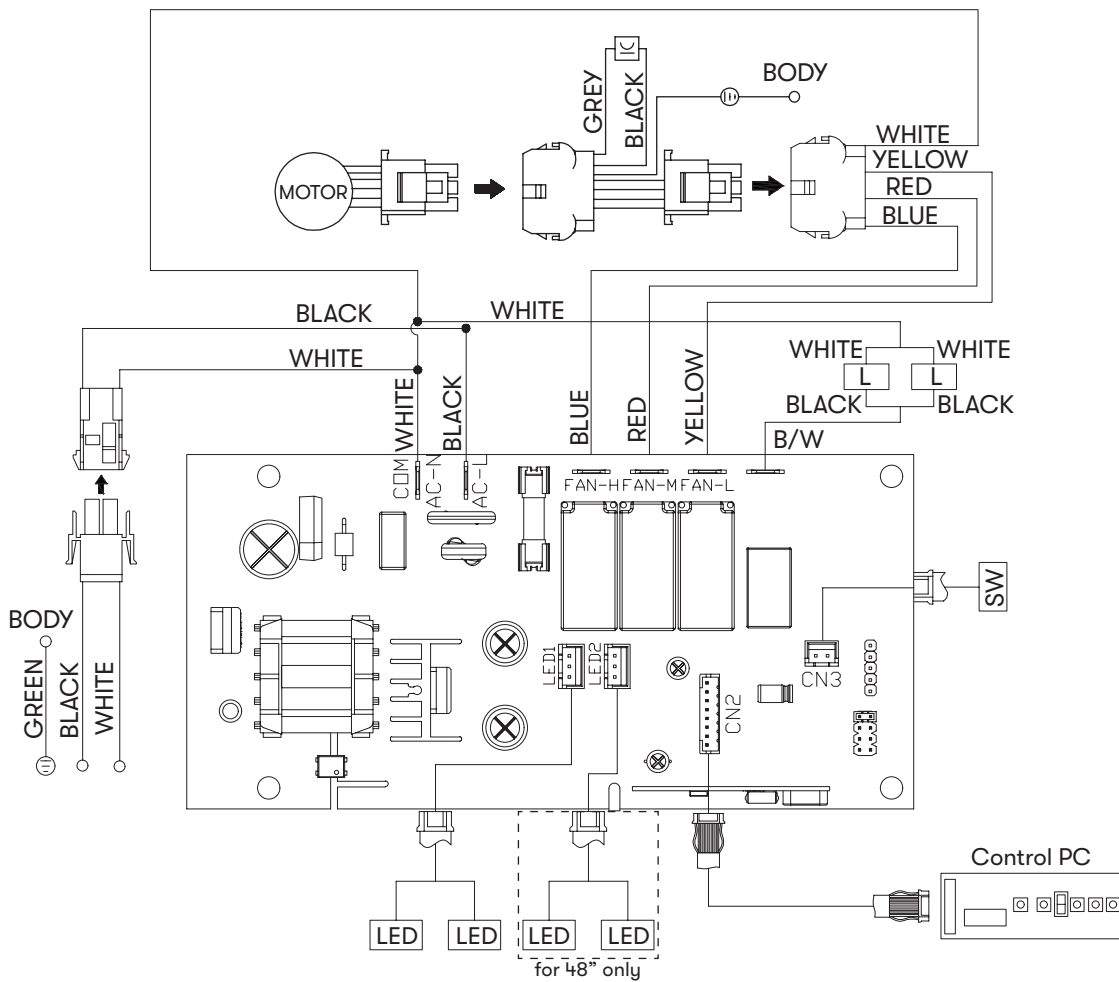 GREY
BLACK
IC
BODY
MOTOR
WHITE
YELLOW
RED
BLUE
BLACK
WHITE
WHITE
WHITE
WHITE
L
L
BLACK
BLACK
B/W
WHITE
BLACK
BLUE
RED
YELLOW
COM
AC-N
AC-L
FAN-H
FAN-M
FAN-L
SW
BODY
GREEN
BLACK
WHITE
LED1
LED2
CN2
CN3
Control PC
LED
LED
LED
LED
for 48” only